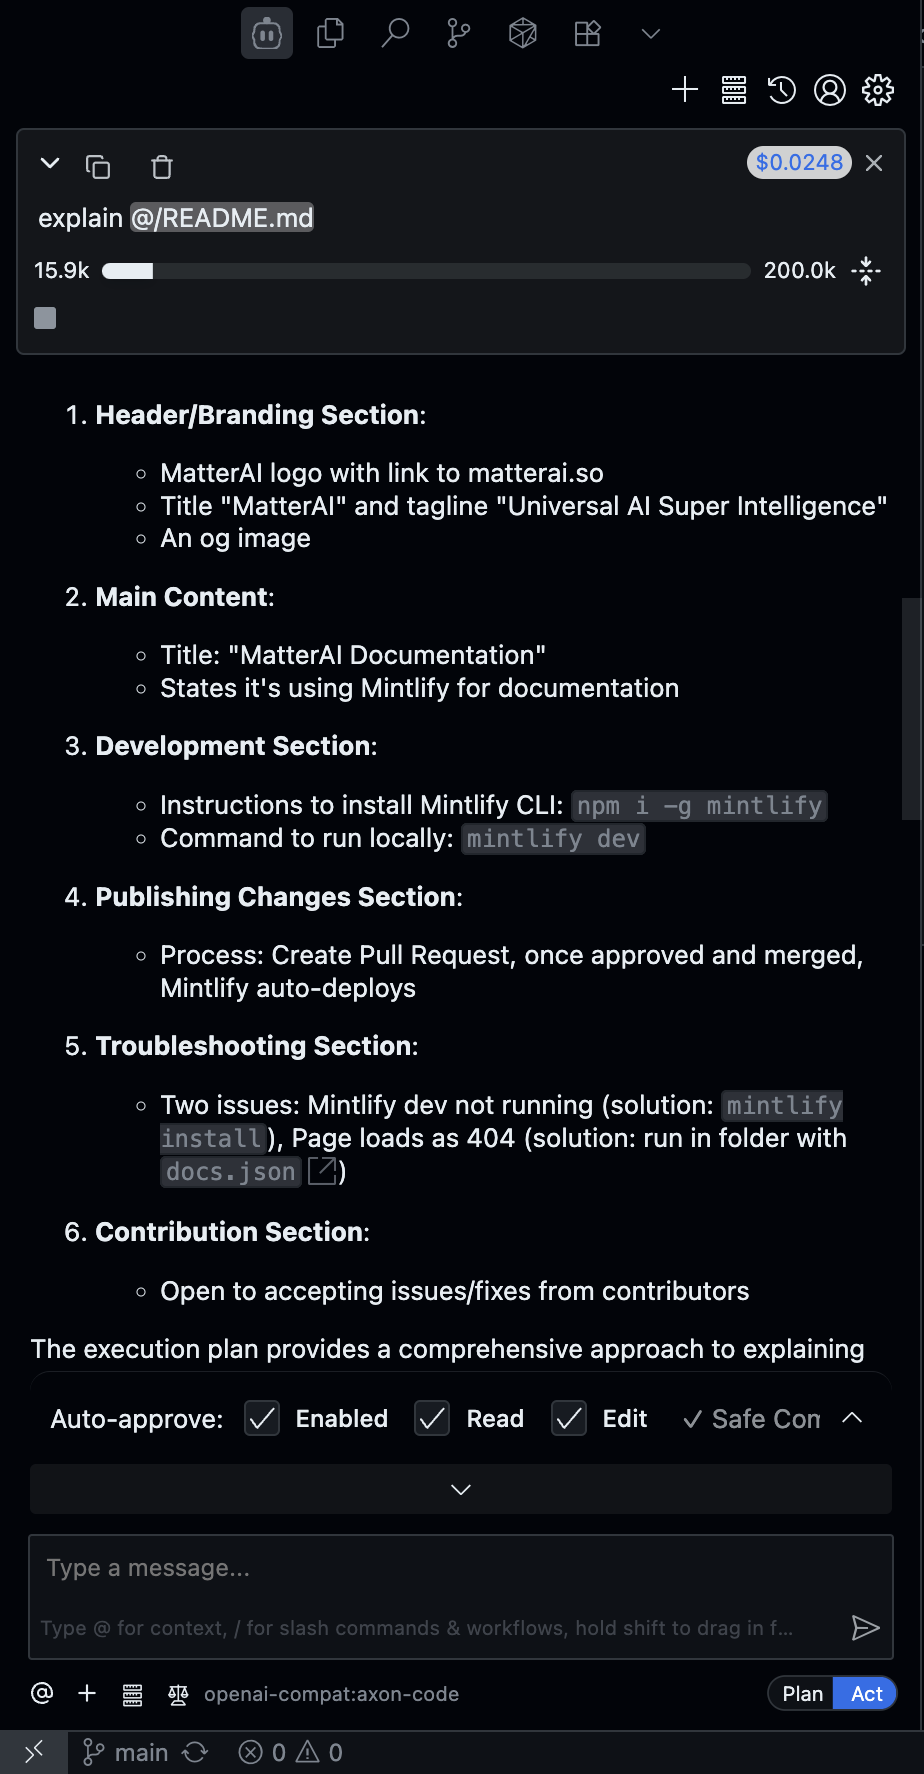 $0.0248
explain @/README.md
15.9k 200.0k
1. Header/Branding Section:
MatterAI logo with link to matterai.so
Title "MatterAI" and tagline "Universal AI Super Intelligence"
An og image
2. Main Content:
Title: "MatterAI Documentation"
States it's using Mintlify for documentation
3. Development Section:
Instructions to install Mintlify CLI: npm i -g mintlify
Command to run locally: mintlify dev
4. Publishing Changes Section:
Process: Create Pull Request, once approved and merged,
Mintlify auto-deploys
5. Troubleshooting Section:
Two issues: Mintlify dev not running (solution: mintlify
install), Page loads as 404 (solution: run in folder with
docs.json )
6. Contribution Section:
Open to accepting issues/fixes from contributors
The execution plan provides a comprehensive approach to explaining
Auto-approve: Enabled Read Edit Safe Com
Type a message...
Type @ for context, / for slash commands & workflows, hold shift to drag in f...
openai-compat:axon-code Plan Act
main 0 0